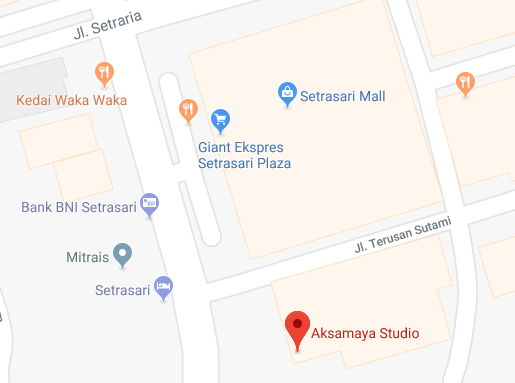 Jl. Setraria
Kedai Waka Waka
Setrasari Mall
Giant Ekspres
Setrasari Plaza
Bank BNI Setrasari
Jl. Terusan Sutami
Mitrais
Setrasari
Aksamaya Studio